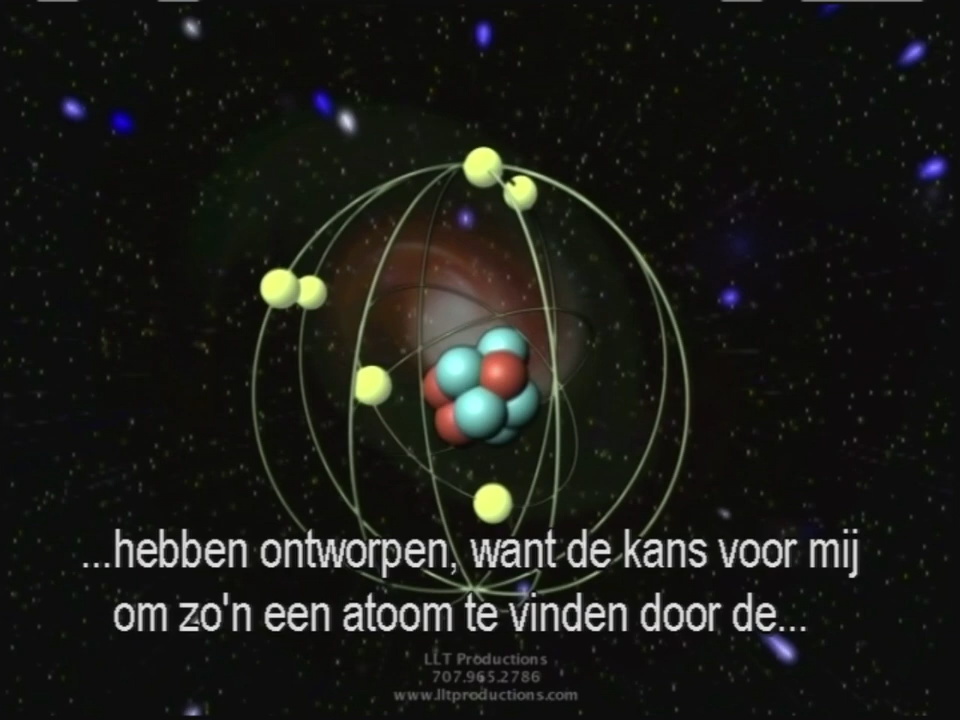 ...hebben ontworpen, want de kans voor mij
om zo'n een atoom te vinden door de...
LLT Productions
707.965.2786
www.lltproductions.com